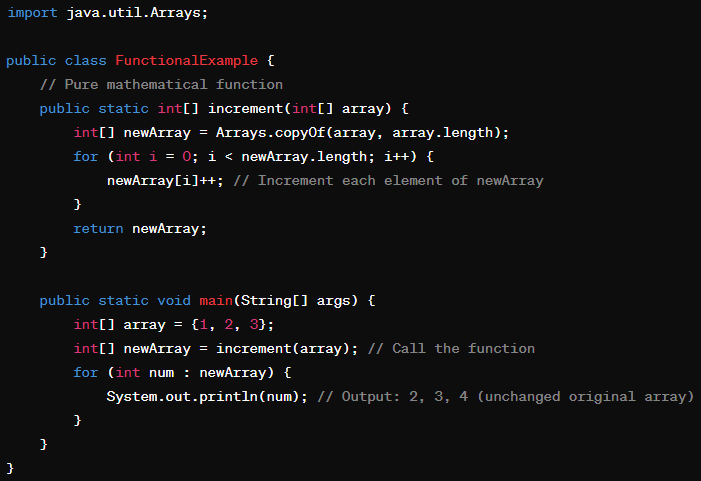 import java.util.Arrays;

public class FunctionalExample {
    // Pure mathematical function
    public static int[] increment(int[] array) {
        int[] newArray = Arrays.copyOf(array, array.length);
        for (int i = 0; i < newArray.length; i++) {
            newArray[i]++; // Increment each element of newArray
        }
        return newArray;
    }

    public static void main(String[] args) {
        int[] array = {1, 2, 3};
        int[] newArray = increment(array); // Call the function
        for (int num : newArray) {
            System.out.println(num); // Output: 2, 3, 4 (unchanged original array)
        }
    }
}